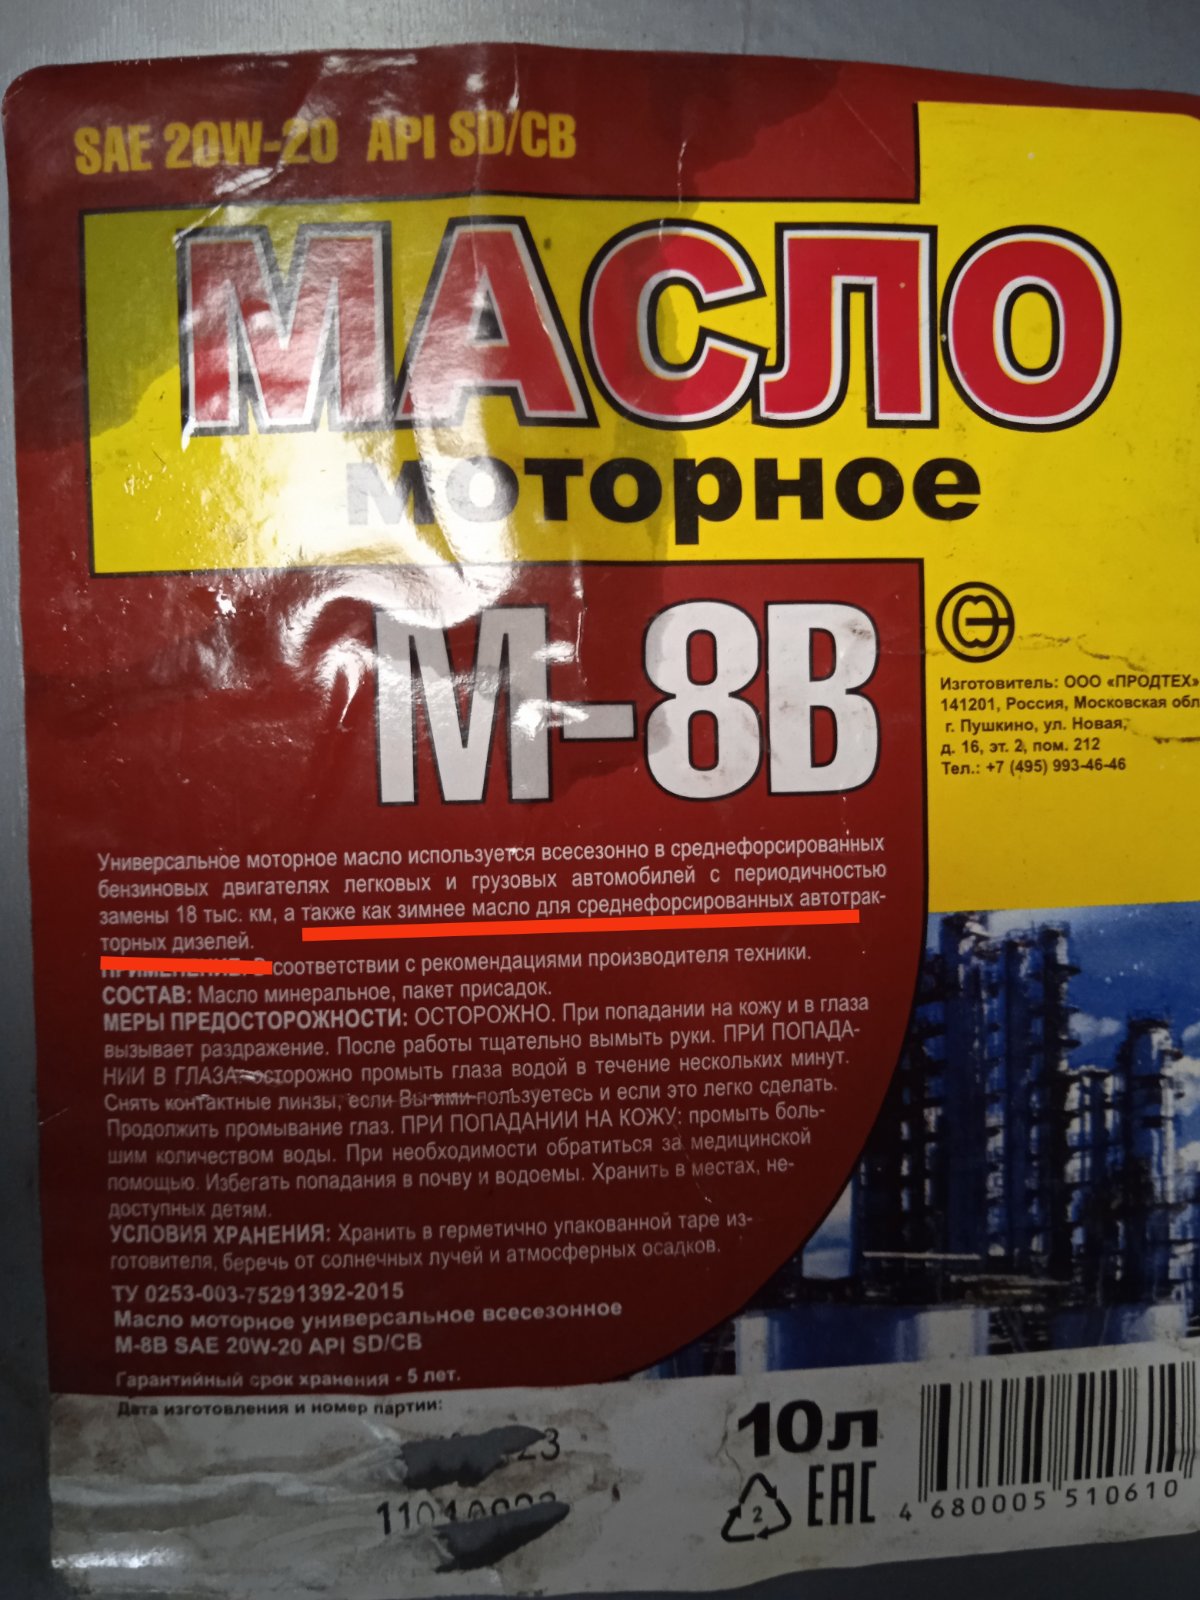 SAE 20W-20 API SD/CB
МАСЛО
моторное
М-8В
Изготовитель: ООО «ПРОДТЕХ»
141201, Россия, Московская обл
г. Пушкино, ул. Новая,
д. 16, эт. 2, пом. 212
Тел.: +7 (495) 993-46-46
Универсальное моторное масло используется всесезонно в среднефорсированных
бензиновых двигателях легковых и грузовых автомобилей с периодичностью
замены 18 тыс. км, а также как зимнее масло для среднефорсированных автотрак-
торных дизелей.
ПРИМЕНЕНИЕ: В соответствии с рекомендациями производителя техники.
СОСТАВ: Масло минеральное, пакет присадок.
МЕРЫ ПРЕДОСТОРОЖНОСТИ: ОСТОРОЖНО. При попадании на кожу и в глаза
вызывает раздражение. После работы тщательно вымыть руки. ПРИ ПОПАДА-
НИИ В ГЛАЗА: осторожно промыть глаза водой в течение нескольких минут.
Снять контактные линзы, если Вы ими пользуетесь и если это легко сделать.
Продолжить промывание глаз. ПРИ ПОПАДАНИИ НА КОЖУ: промыть боль-
шим количеством воды. При необходимости обратиться за медицинской
помощью. Избегать попадания в почву и водоемы. Хранить в местах, не-
доступных детям.
УСЛОВИЯ ХРАНЕНИЯ: Хранить в герметично упакованной таре из-
готовителя, беречь от солнечных лучей и атмосферных осадков.
ТУ 0253-003-75291392-2015
Масло моторное универсальное всесезонное
М-8В SAE 20W-20 API SD/CB
Гарантийный срок хранения - 5 лет.
Дата изготовления и номер партии:
10л
2
EAC
4 680005 510610